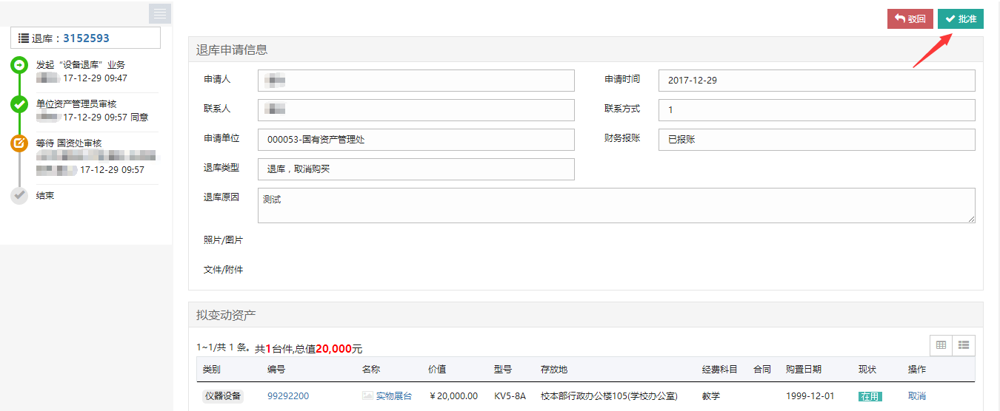 退库：3152593
发起“设备退库”业务
17-12-29 09:47
单位资产管理员审核
17-12-29 09:57 同意
等待 国资处审核
17-12-29 09:57
结束
驳回 批准
退库申请信息
申请人 申请时间 2017-12-29
联系人 联系方式 1
申请单位 000053-国有资产管理处 财务报账 已报账
退库类型 退库，取消购买
退库原因 测试
照片/图片
文件/附件
拟变动资产
1~1/共 1 条。共1台件,总值20,000元
类别 编号 名称 价值 型号 存放地 经费科目 合同 购置日期 现状 操作
仪器设备 99292200 实物展台 ￥20,000.00 KV5-8A 校本部行政办公楼105(学校办公室) 教学 1999-12-01 在用 取消